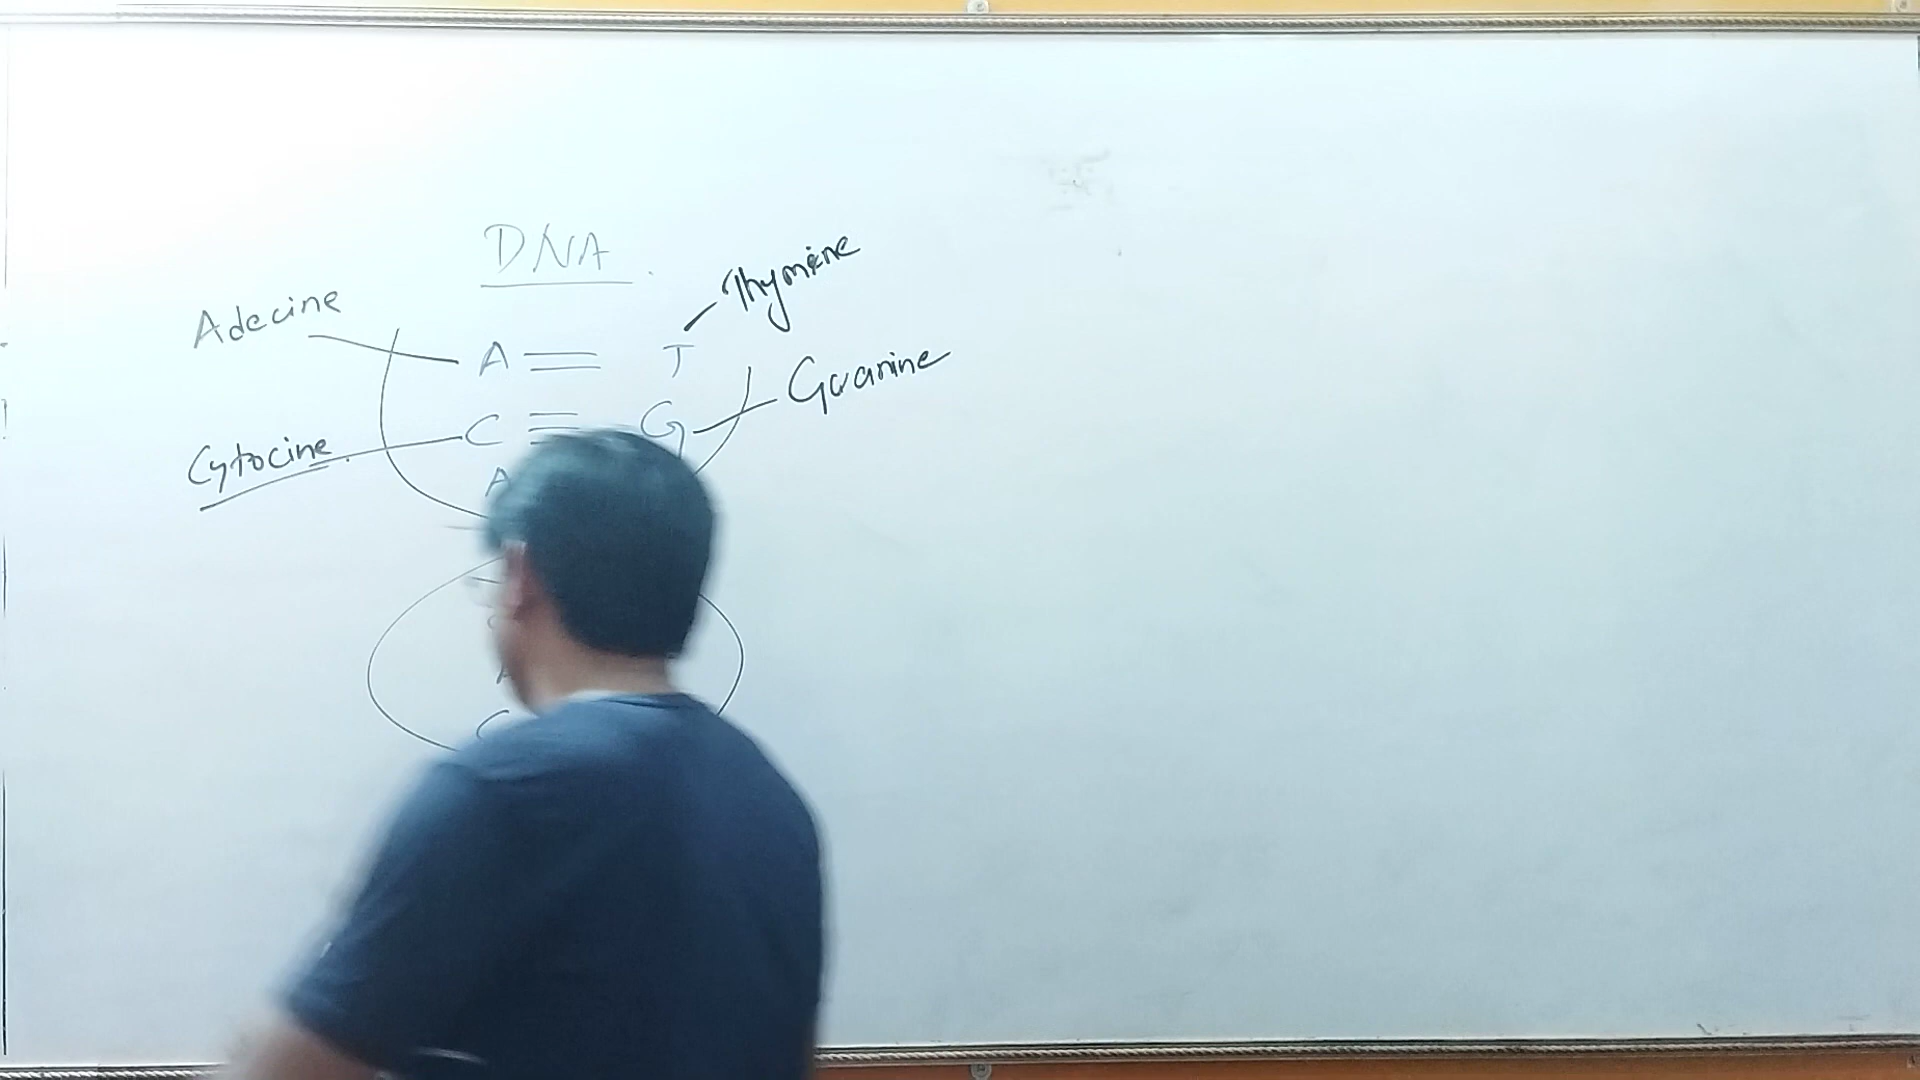 DNA
Thymine
Adecine
A = T
Guanine
C ≡ G
Cytocine
A
C